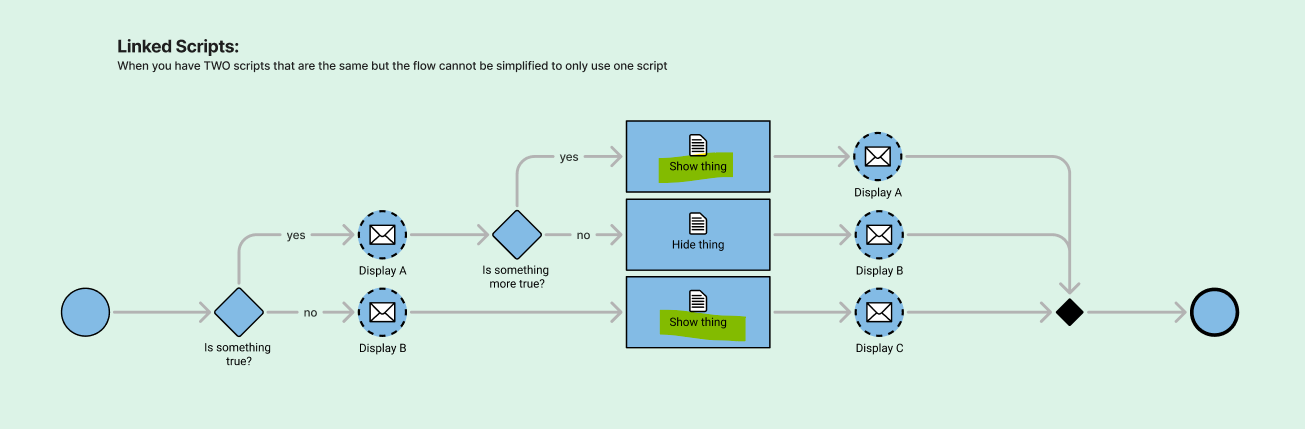 Linked Scripts:
When you have TWO scripts that are the same but the flow cannot be simplified to only use one script
yes
Show thing
Display A
yes
Display A
Is something
more true?
no
Hide thing
Display B
Is something
true?
no
Display B
Show thing
Display C